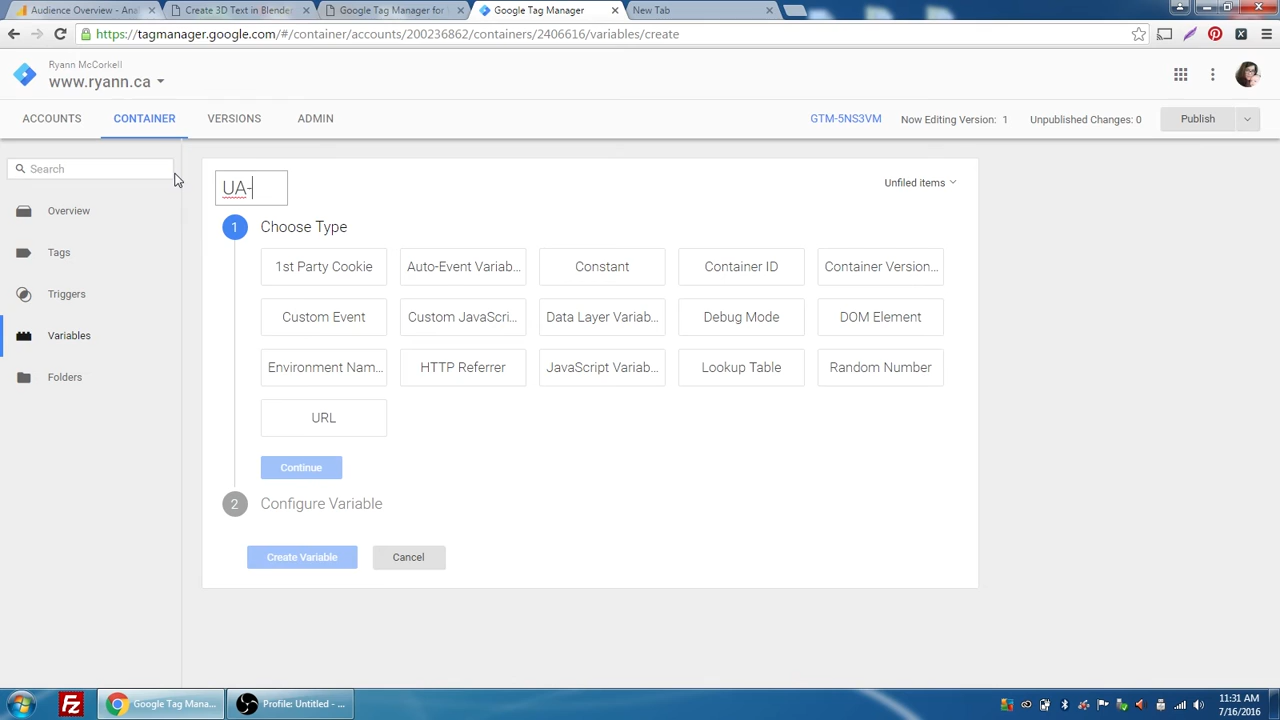 Audience Overview - Ana
Create 3D Text in Blende
Google Tag Manager for
Google Tag Manager
New Tab
https://tagmanager.google.com/#/container/accounts/200236862/containers/2406616/variables/create
Ryann McCorkell
www.ryann.ca
ACCOUNTS
CONTAINER
VERSIONS
ADMIN
GTM-5NS3VM
Now Editing Version: 1
Unpublished Changes: 0
Publish
Search
Overview
Tags
Triggers
Variables
Folders
UA-
Unfiled items
1 Choose Type
1st Party Cookie
Auto-Event Variab...
Constant
Container ID
Container Version...
Custom Event
Custom JavaScri...
Data Layer Variab...
Debug Mode
DOM Element
Environment Nam...
HTTP Referrer
JavaScript Variab...
Lookup Table
Random Number
URL
Continue
2 Configure Variable
Create Variable
Cancel
Fz
Google Tag Mana...
Profile: Untitled - ...
11:31 AM
7/16/2016